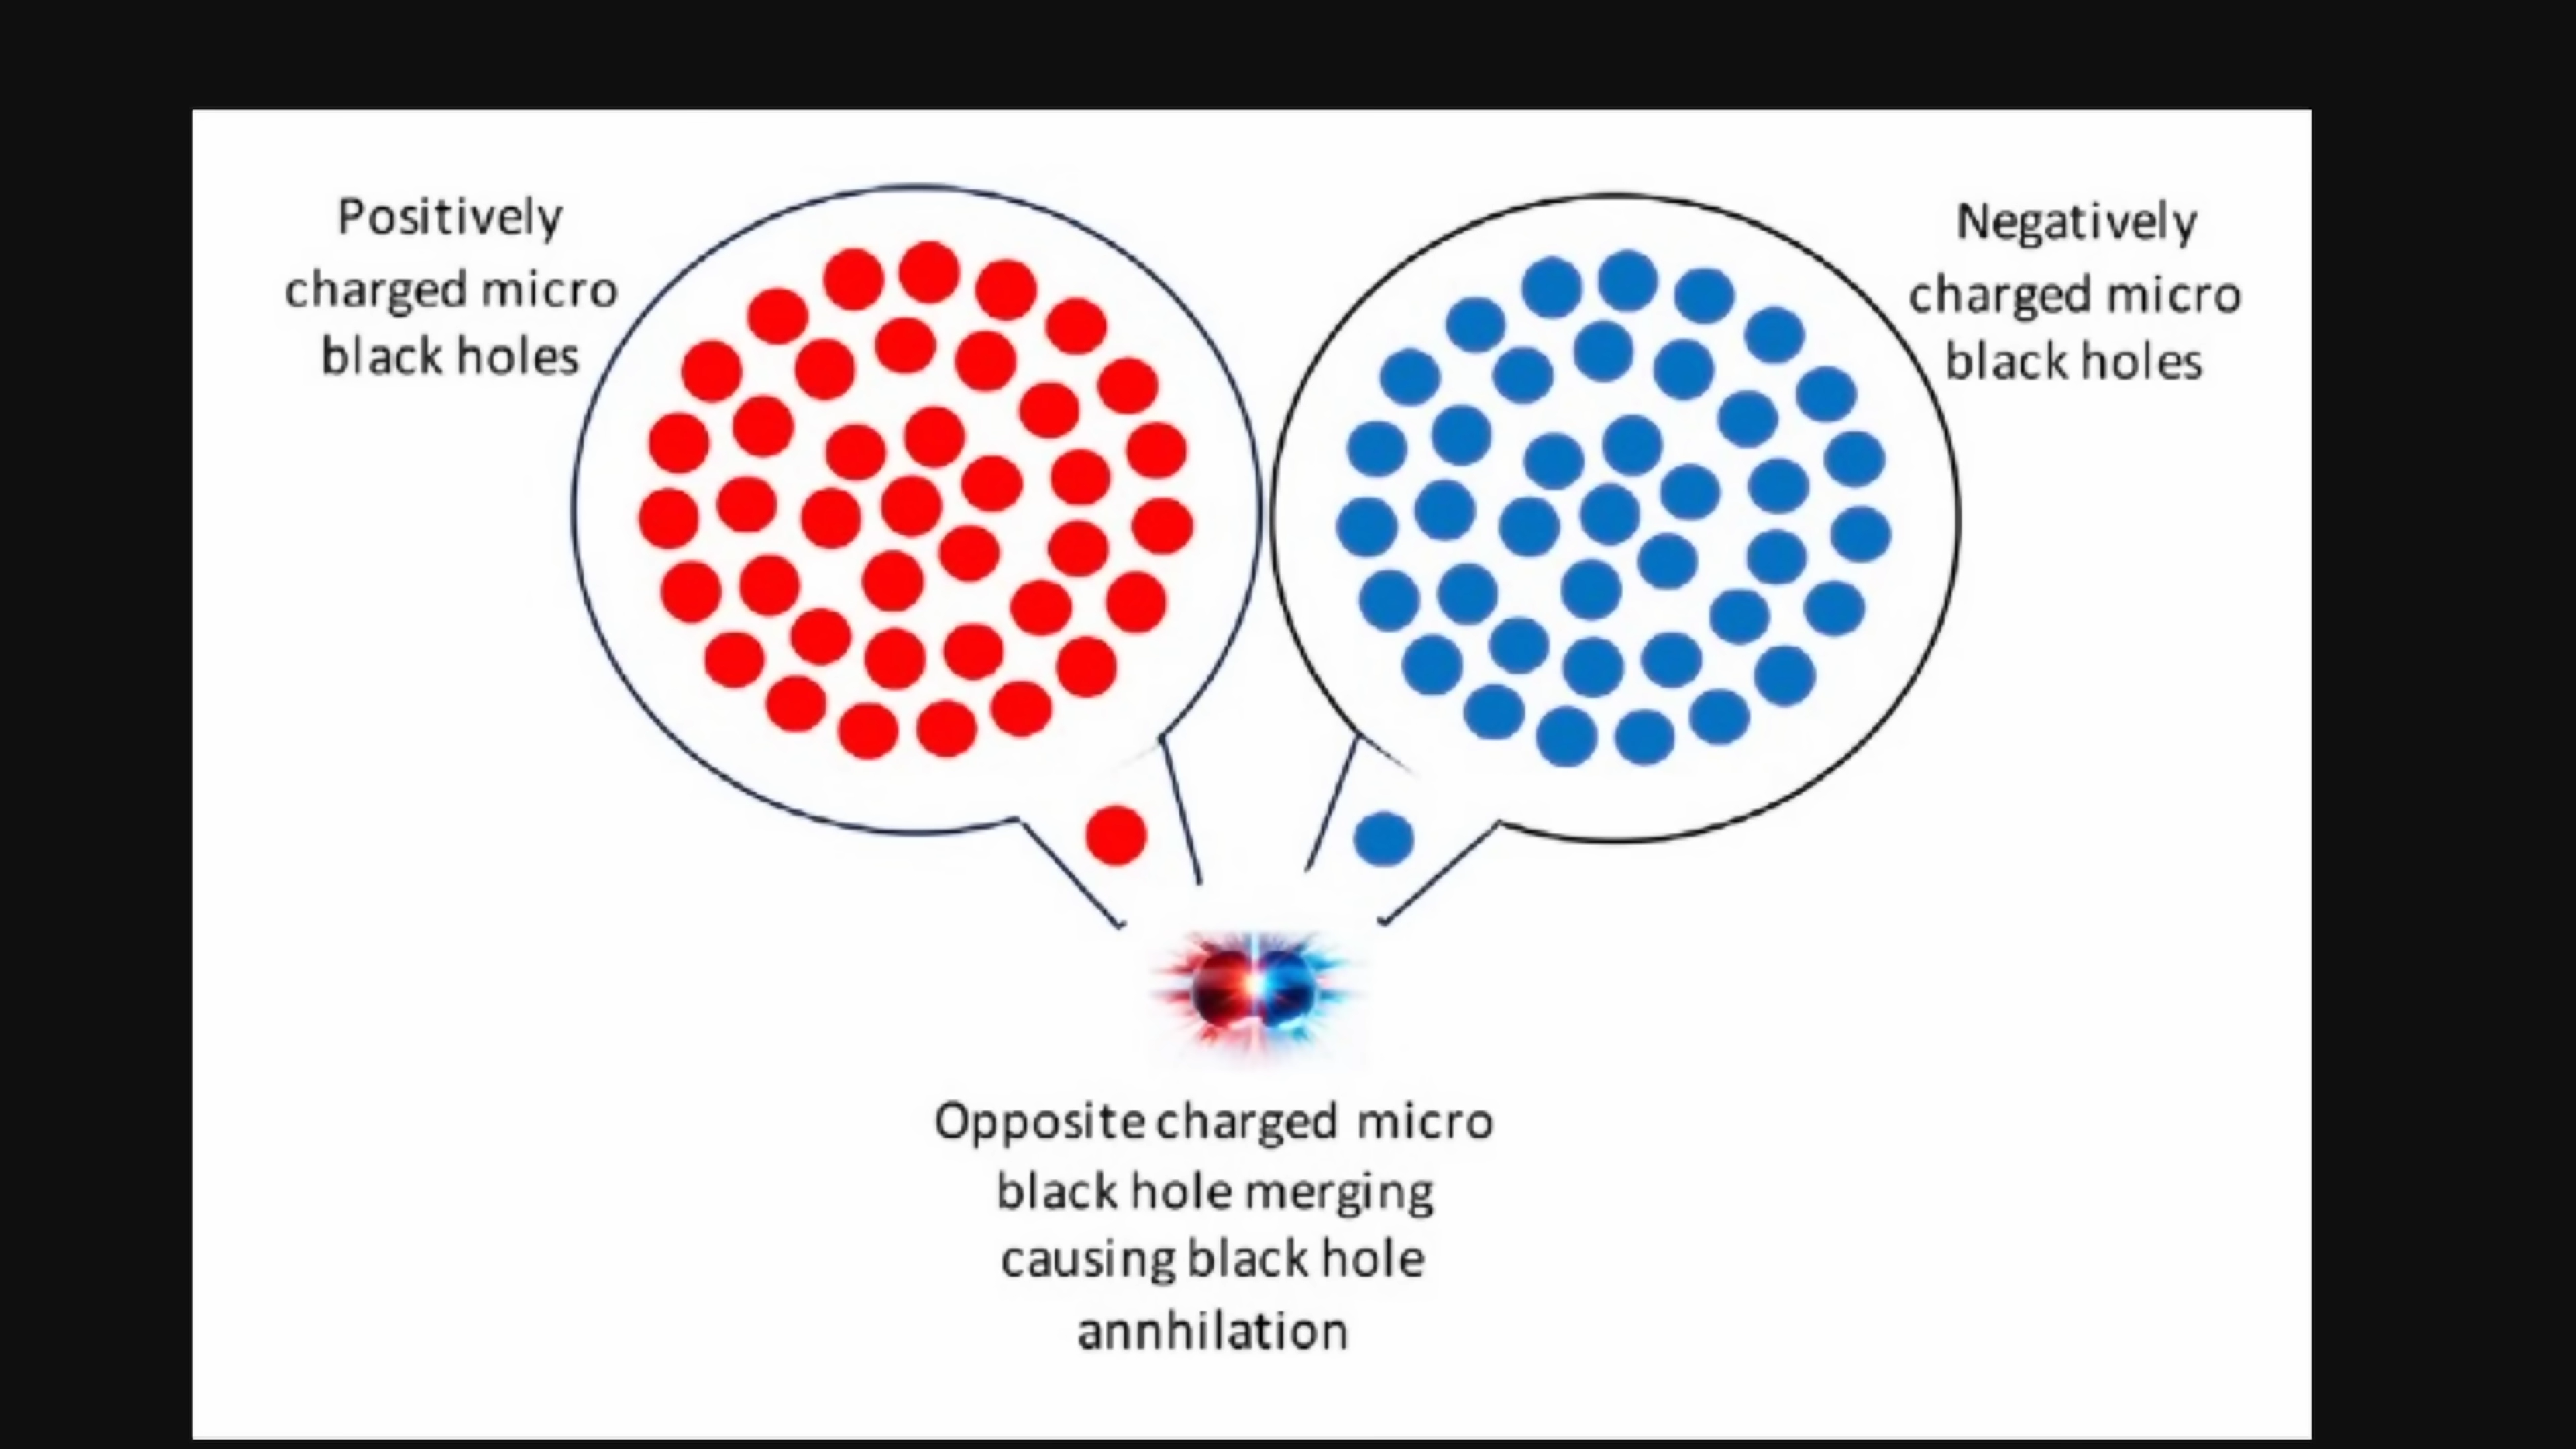 Positively
charged micro
black holes
Negatively
charged micro
black holes
Opposite charged micro
black hole merging
causing black hole
annhilation